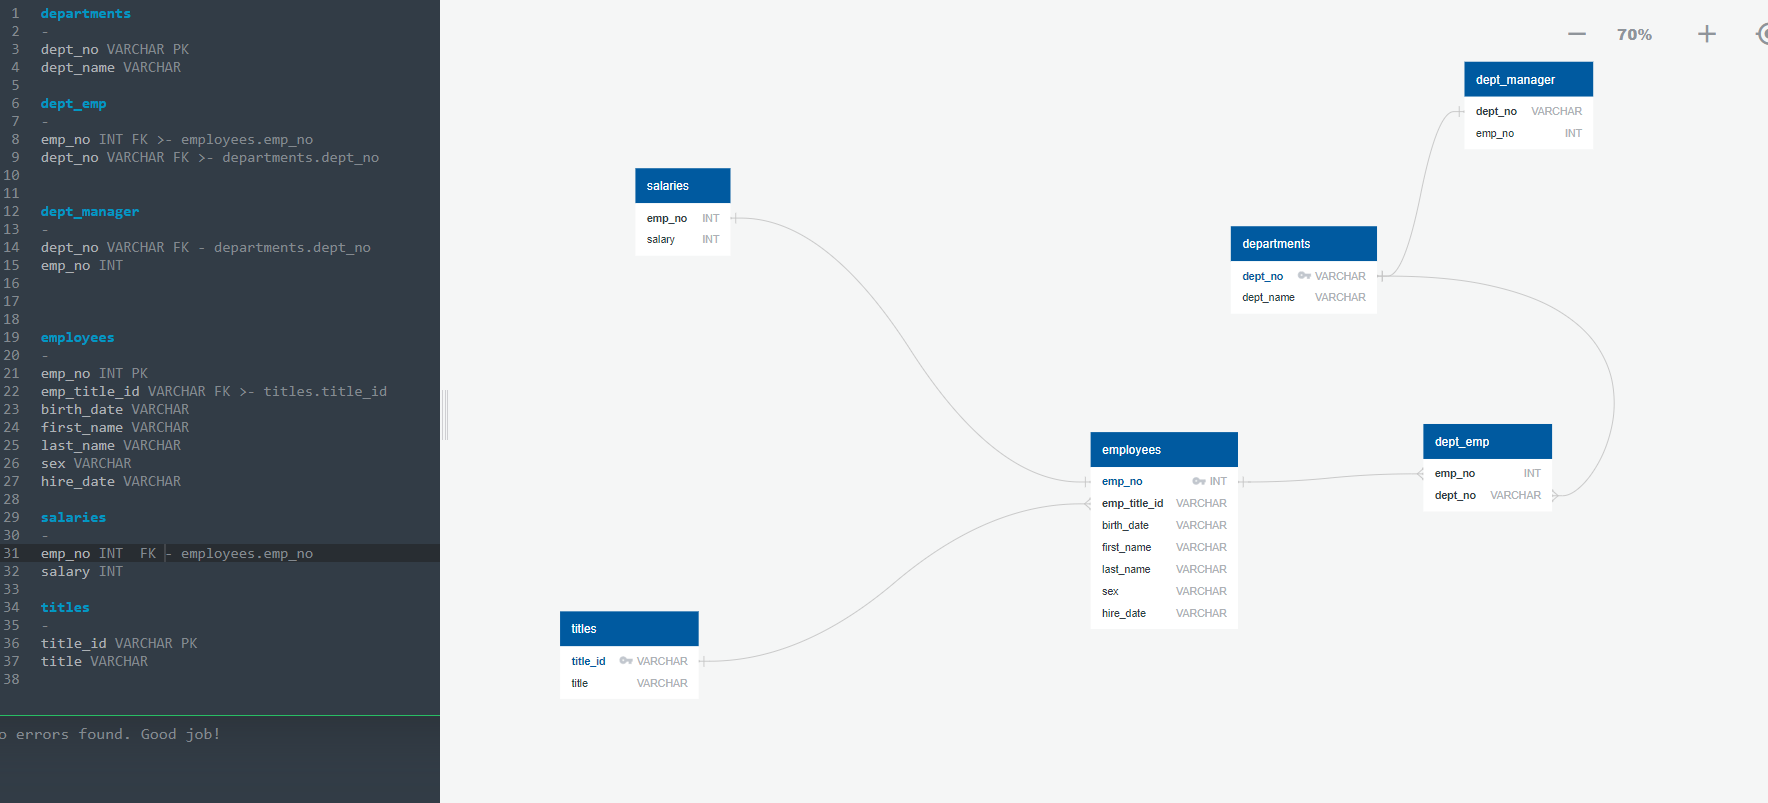 1 departments
2 -
3 dept_no VARCHAR PK
4 dept_name VARCHAR
5
6 dept_emp
7 -
8 emp_no INT FK >- employees.emp_no
9 dept_no VARCHAR FK >- departments.dept_no
10
11
12 dept_manager
13 -
14 dept_no VARCHAR FK - departments.dept_no
15 emp_no INT
16
17
18
19 employees
20 -
21 emp_no INT PK
22 emp_title_id VARCHAR FK >- titles.title_id
23 birth_date VARCHAR
24 first_name VARCHAR
25 last_name VARCHAR
26 sex VARCHAR
27 hire_date VARCHAR
28
29 salaries
30 -
31 emp_no INT  FK - employees.emp_no
32 salary INT
33
34 titles
35 -
36 title_id VARCHAR PK
37 title VARCHAR
38
o errors found. Good job!
70%
dept_manager
dept_no VARCHAR
emp_no INT
salaries
emp_no INT
salary INT
departments
dept_no VARCHAR
dept_name VARCHAR
employees
emp_no INT
emp_title_id VARCHAR
birth_date VARCHAR
first_name VARCHAR
last_name VARCHAR
sex VARCHAR
hire_date VARCHAR
dept_emp
emp_no INT
dept_no VARCHAR
titles
title_id VARCHAR
title VARCHAR